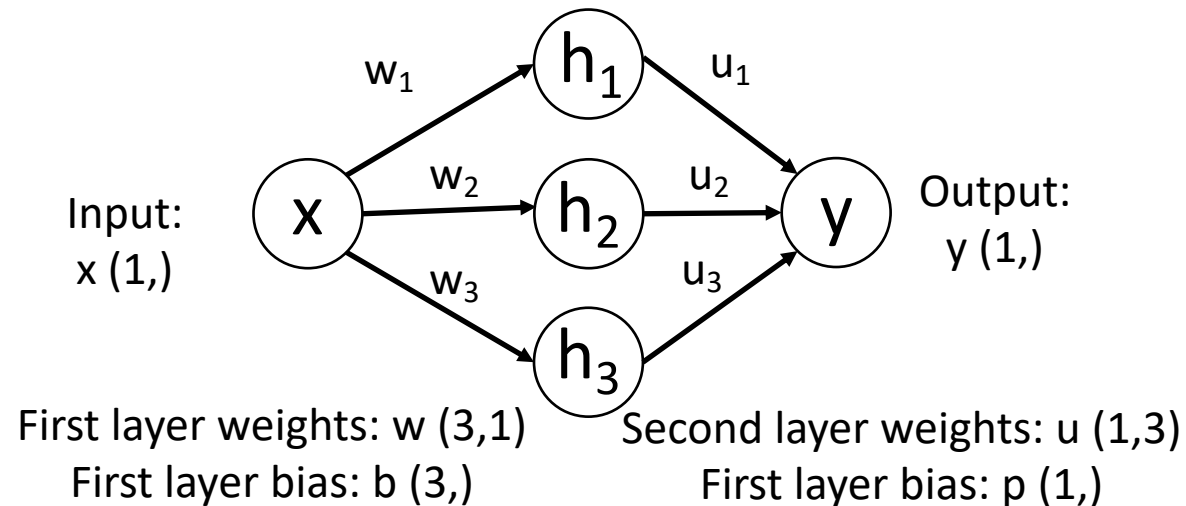 w₁
h₁
u₁
Input:
x (1,)
x
w₂
h₂
u₂
y
Output:
y (1,)
w₃
h₃
u₃
First layer weights: w (3,1)
First layer bias: b (3,)
Second layer weights: u (1,3)
First layer bias: p (1,)